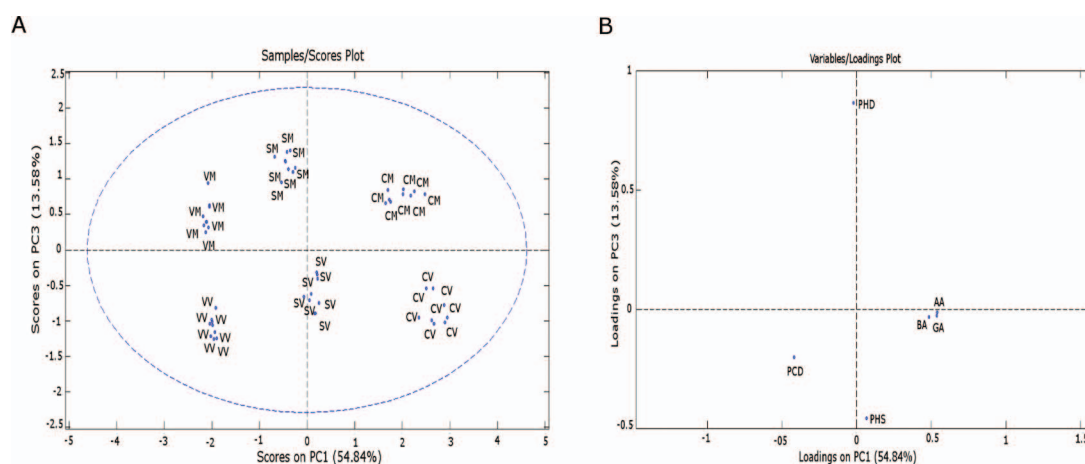 A
Samples/Scores Plot
2.5
2
1.5
1
0.5
0
-0.5
-1
-1.5
-2
-2.5
Scores on PC3 (13.58%)
SM
SM
SM
SM
SM
SM
SM
VM
VM
VM
VM
VM
VM
CM
CM
CM
CM
CM
CM
CM
CM
SV
SV
SV
SV
SV
SV
CV
CV
CV
CV
CV
CV
CV
CV
VV
VV
VV
VV
VV
VV
VV
-5 -4 -3 -2 -1 0 1 2 3 4 5
Scores on PC1 (54.84%)
B
Variables/Loadings Plot
1
0.5
0
-0.5
Loadings on PC3 (13.58%)
PHD
AA
BA GA
PCD
PHS
-1 -05 0 0.5 1 1.5
Loadings on PC1 (54.84%)